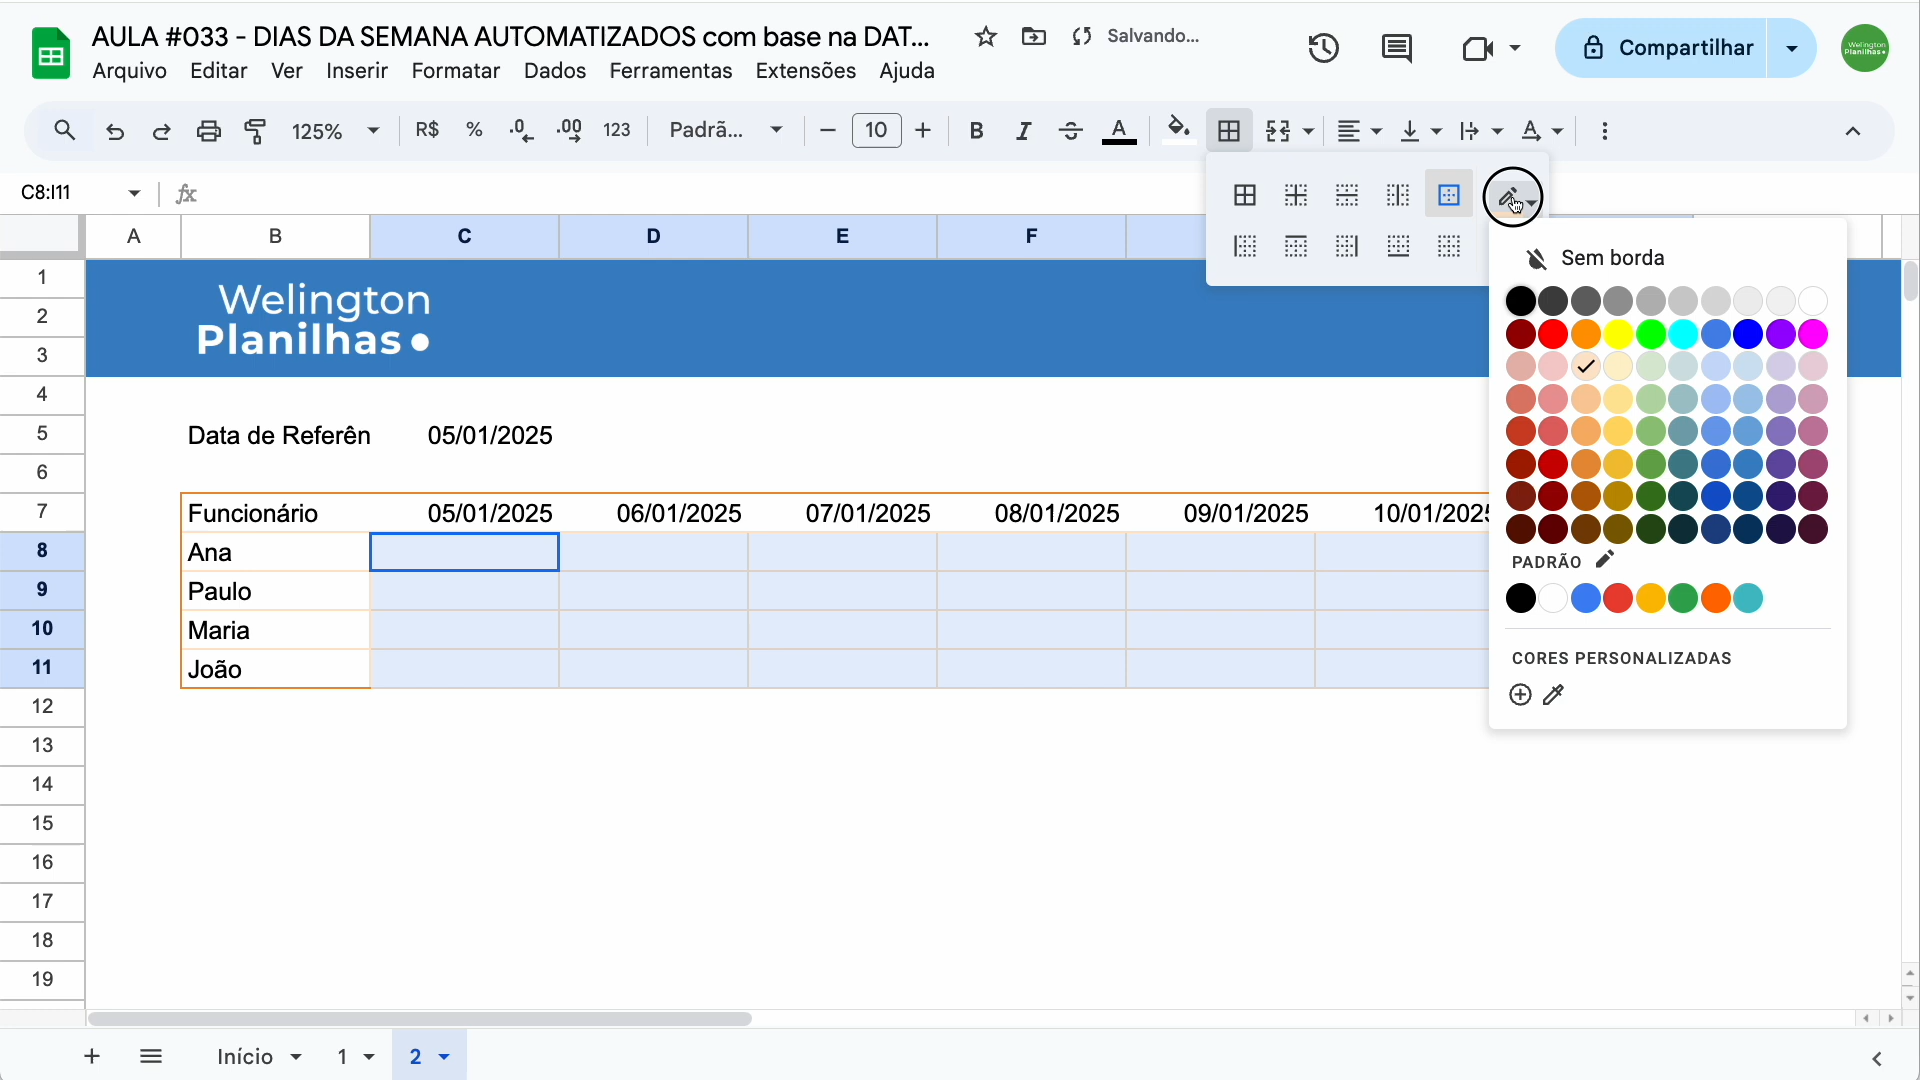 AULA #033 - DIAS DA SEMANA AUTOMATIZADOS com base na DAT...
Salvando...
Compartilhar
Welington
Planilhas
Arquivo Editar Ver Inserir Formatar Dados Ferramentas Extensões Ajuda
125% R$ % .0 .00 123 Padrã... 10 B I S A A
C8:I11 fx
A B C D E F
Sem borda
1
Welington
2
Planilhas
3
4
5 Data de Referên 05/01/2025
6
7 Funcionário 05/01/2025 06/01/2025 07/01/2025 08/01/2025 09/01/2025 10/01/2025
8 Ana
9 Paulo
10 Maria
11 João
PADRÃO
CORES PERSONALIZADAS
12
13
14
15
16
17
18
19
Início 1 2